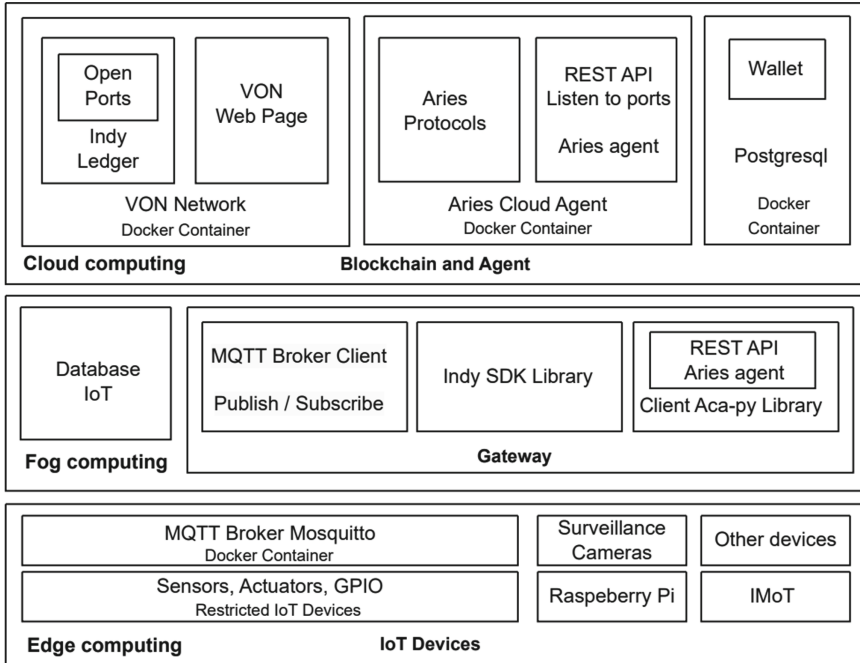 Open
Ports
Indy
Ledger
VON
Web Page
VON Network
Docker Container
Aries
Protocols
REST API
Listen to ports
Aries agent
Aries Cloud Agent
Docker Container
Wallet
Postgresql
Docker
Container
Cloud computing
Blockchain and Agent
Database
IoT
Fog computing
MQTT Broker Client
Publish / Subscribe
Indy SDK Library
REST API
Aries agent
Client Aca-py Library
Gateway
MQTT Broker Mosquitto
Docker Container
Surveillance
Cameras
Other devices
Sensors, Actuators, GPIO
Restricted IoT Devices
Raspeberry Pi
IMoT
Edge computing
IoT Devices